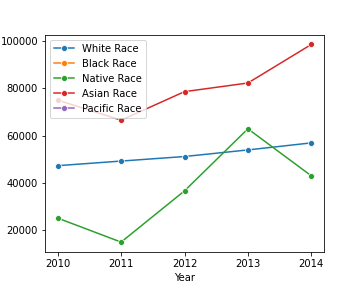 100000
80000
60000
40000
20000
White Race
Black Race
Native Race
Asian Race
Pacific Race
2010 2011 2012 2013 2014
Year